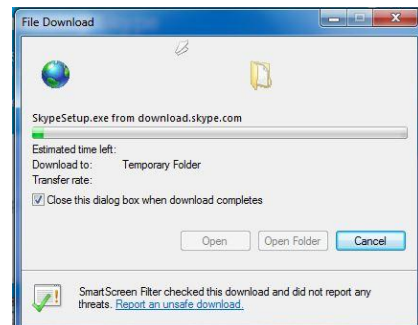 File Download
SkypeSetup.exe from download.skype.com
Estimated time left:
Download to: Temporary Folder
Transfer rate:
Close this dialog box when download completes
Open Open Folder Cancel
SmartScreen Filter checked this download and did not report any
threats. Report an unsafe download.